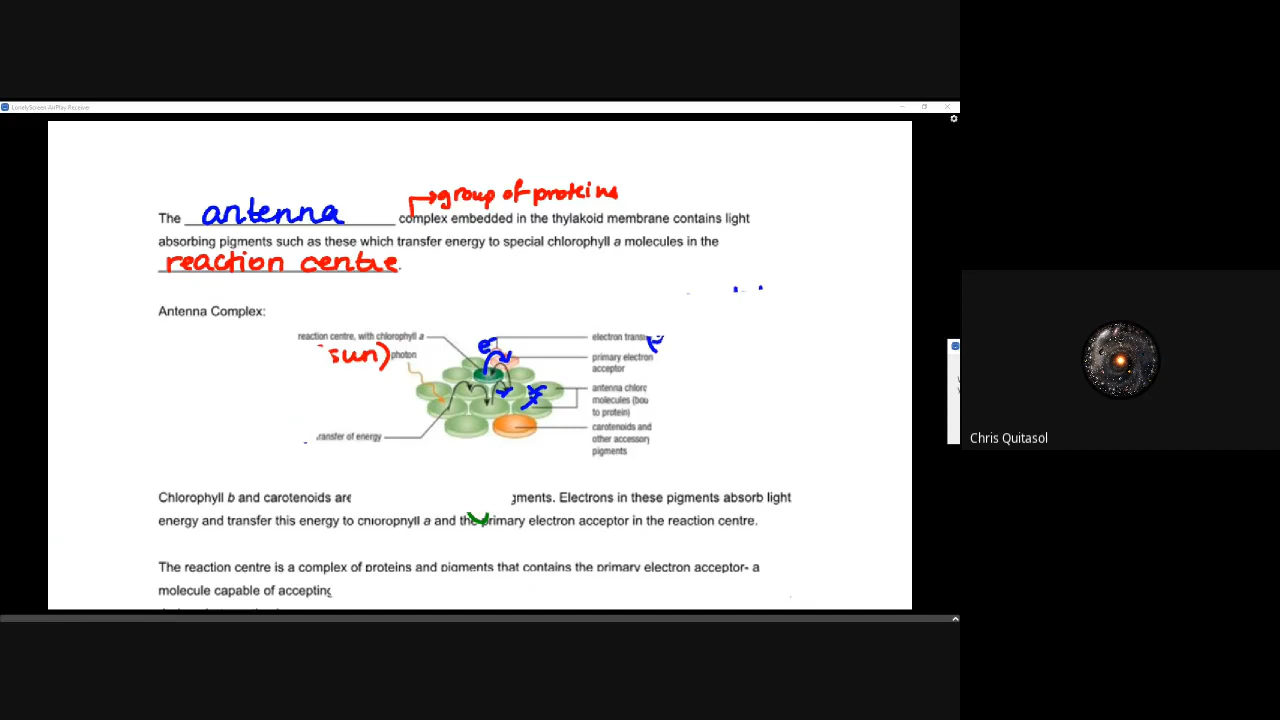 LonelyScreen AirPlay Receiver
group of proteins
The antenna complex embedded in the thylakoid membrane contains light
absorbing pigments such as these which transfer energy to special chlorophyll a molecules in the
reaction centre.
Antenna Complex:
reaction centre, with chlorophyll a
(sun) photon
transfer of energy
e-
electron
primary electron
acceptor
antenna
molecules
to protein)
carotenoids and
other accessory
pigments
Chris Quitasol
Chlorophyll b and carotenoids are gments. Electrons in these pigments absorb light
energy and transfer this energy to chlorophyll a and the primary electron acceptor in the reaction centre.
The reaction centre is a complex of proteins and pigments that contains the primary electron acceptor- a
molecule capable of accepting